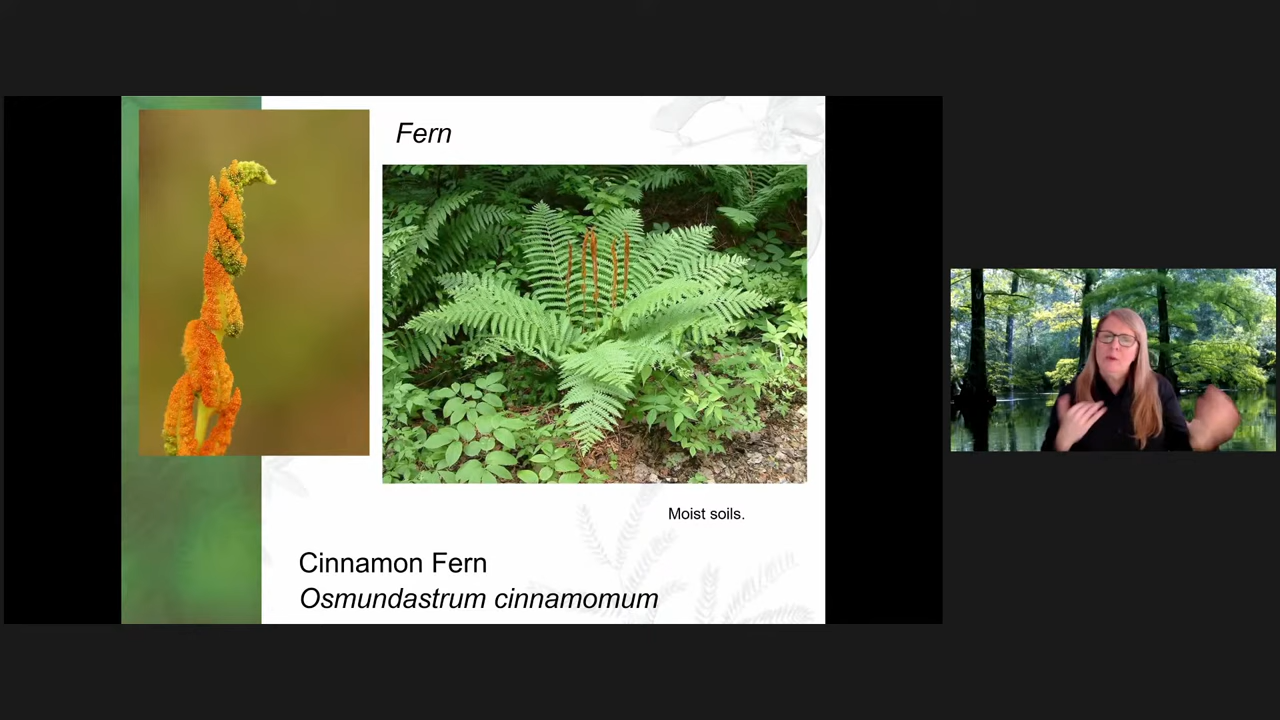 Fern
Moist soils.
Cinnamon Fern
Osmundastrum cinnamomum